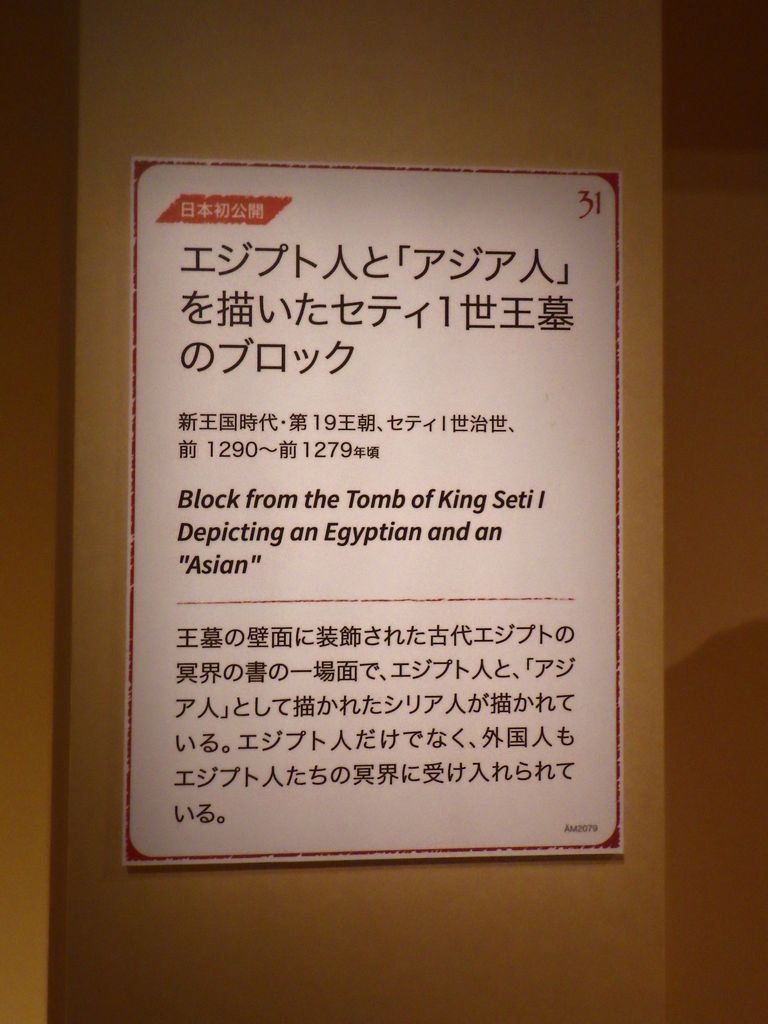 日本初公開
31
エジプト人と「アジア人」
を描いたセティ1世王墓
のブロック
新王国時代・第19王朝、セティI世治世、
前 1290〜前1279年頃
Block from the Tomb of King Seti I
Depicting an Egyptian and an
"Asian"
王墓の壁面に装飾された古代エジプトの
冥界の書の一場面で、エジプト人と、「アジ
ア人」として描かれたシリア人が描かれて
いる。エジプト人だけでなく、外国人も
エジプト人たちの冥界に受け入れられて
いる。
ÄM2079